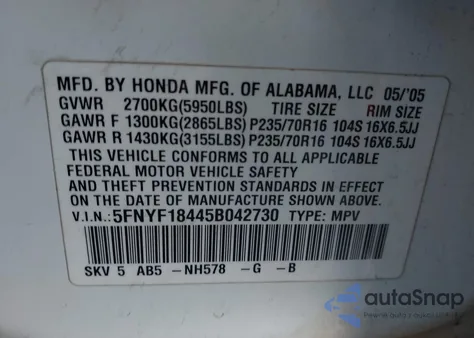 MFD. BY HONDA MFG. OF ALABAMA, LLC 05/'05
GVWR 2700KG(5950LBS) TIRE SIZE RIM SIZE
GAWR F 1300KG(2865LBS) P235/70R16 104S 16X6.5JJ
GAWR R 1430KG(3155LBS) P235/70R16 104S 16X6.5JJ
THIS VEHICLE CONFORMS TO ALL APPLICABLE
FEDERAL MOTOR VEHICLE SAFETY
AND THEFT PREVENTION STANDARDS IN EFFECT
ON THE DATE OF MANUFACTURE SHOWN ABOVE.
V.I.N.: 5FNYF18445B042730 TYPE: MPV
SKV 5 AB5 -NH578 -G -B
autoSnap
Pewne auto z